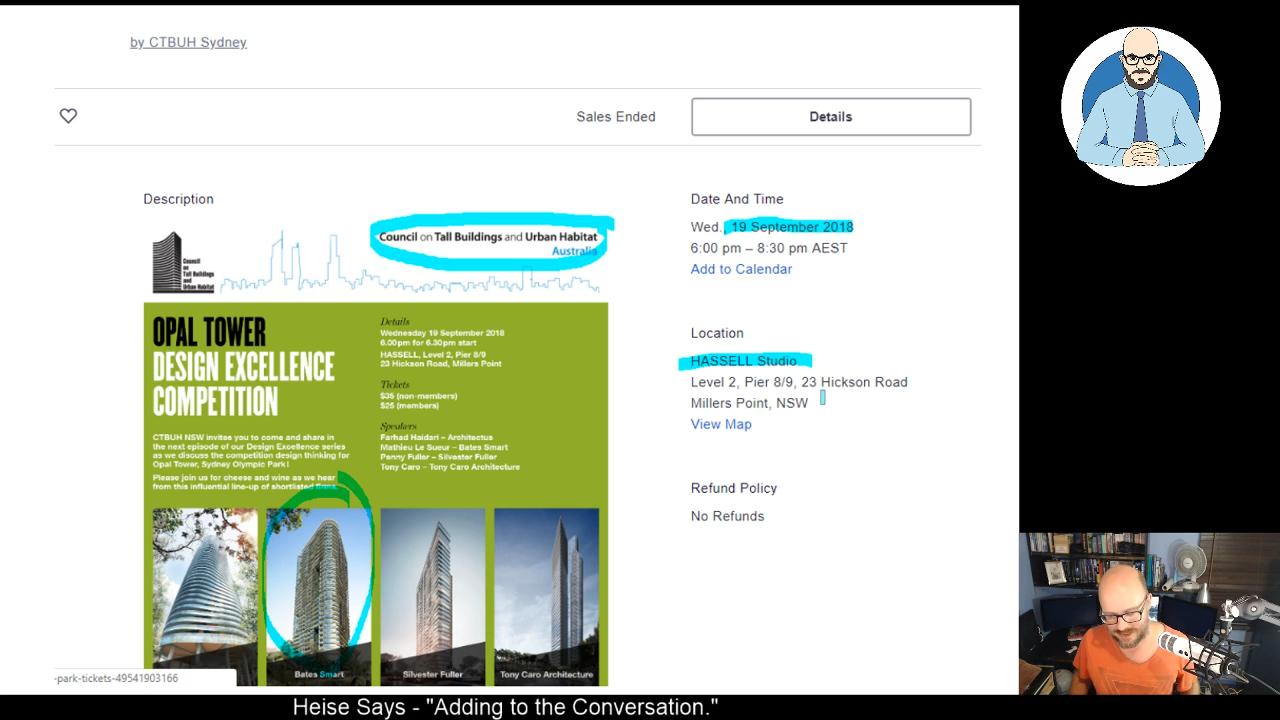 by CTBUH Sydney
Sales Ended
Details
Description
Council on Tall Buildings and Urban Habitat
Australia
Council
on
Tall Buildings
and
Urban Habitat
OPAL TOWER
DESIGN EXCELLENCE
COMPETITION
CTBUH NSW invites you to come and share in
the next episode of our Design Excellence series
as we discuss the competition design thinking for
Opal Tower, Sydney Olympic Park!
Please join us for cheese and wine as we hear
from this influential line-up of shortlisted firms.
Details
Wednesday 19 September 2018
6.00pm for 6.30pm start
HASSELL, Level 2, Pier 8/9
23 Hickson Road, Millers Point
Tickets
$35 (non-members)
$25 (members)
Speakers
Farhad Haidari – Architectus
Mathieu Le Sueur – Bates Smart
Penny Fuller – Silvester Fuller
Tony Caro – Tony Caro Architecture
Bates Smart
Silvester Fuller
Tony Caro Architecture
Date And Time
Wed., 19 September 2018
6:00 pm – 8:30 pm AEST
Add to Calendar
Location
HASSELL Studio
Level 2, Pier 8/9, 23 Hickson Road
Millers Point, NSW
View Map
Refund Policy
No Refunds
-park-tickets-49541903166
Heise Says - "Adding to the Conversation."